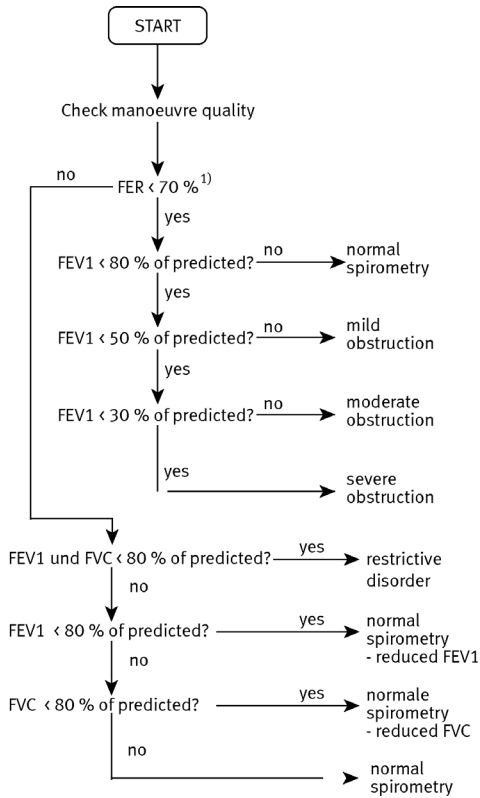 START
Check manoeuvre quality
no
FER < 70 % 1)
yes
FEV1 < 80 % of predicted?
no
normal
spirometry
yes
FEV1 < 50 % of predicted?
no
mild
obstruction
yes
FEV1 < 30 % of predicted?
no
moderate
obstruction
yes
severe
obstruction
FEV1 und FVC < 80 % of predicted?
yes
restrictive
disorder
no
FEV1 < 80 % of predicted?
yes
normal
spirometry
- reduced FEV1
no
FVC < 80 % of predicted?
yes
normale
spirometry
- reduced FVC
no
normal
spirometry